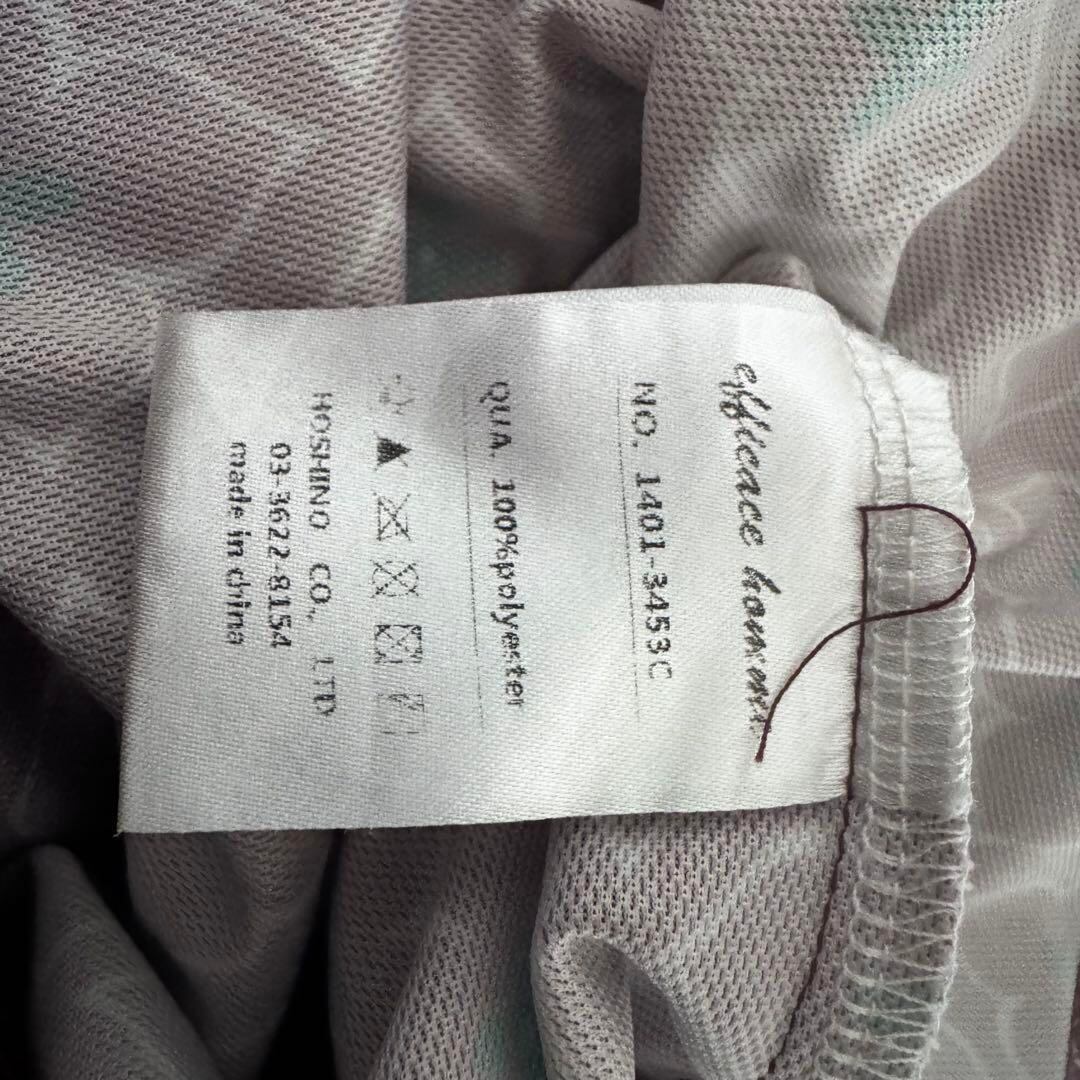 efficace homme
NO. 1401-3453C
QUA. 100%polyester
HOSHINO CO. LTD
03-3622-8154
made in china